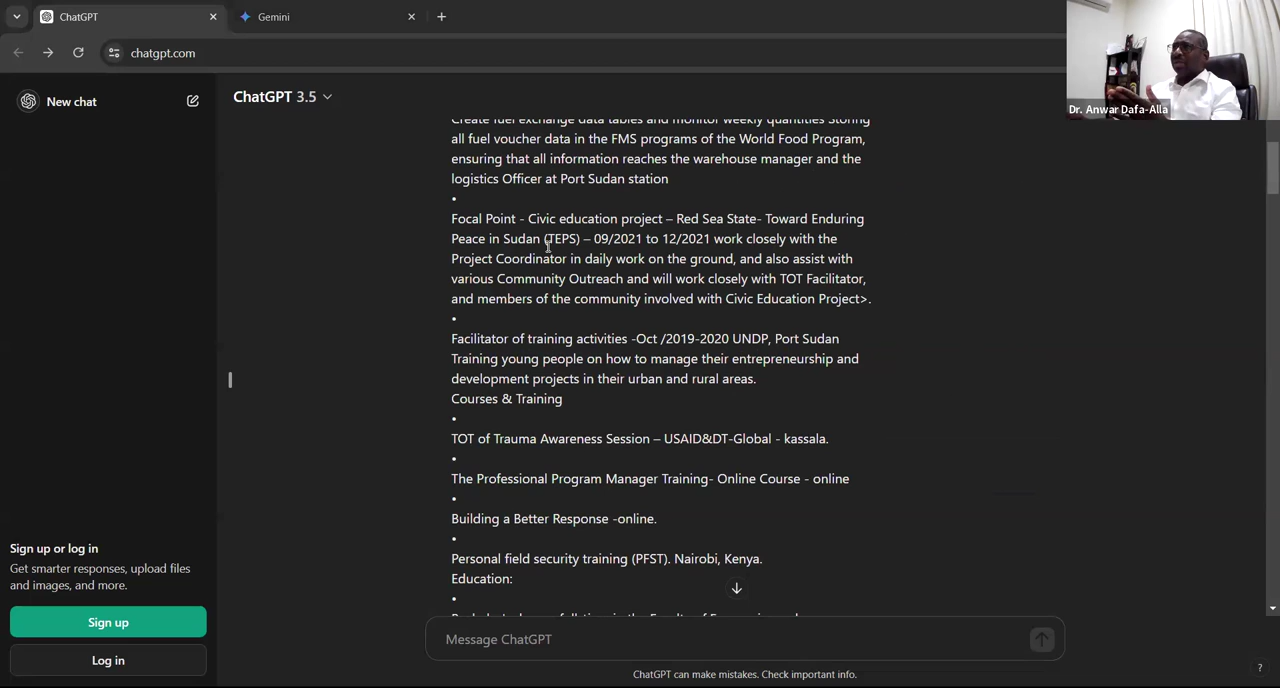 ChatGPT
Gemini
chatgpt.com
Dr. Anwar Dafa-Alla
New chat
ChatGPT 3.5
Create fuel exchange data tables and monitor weekly quantities Storing
all fuel voucher data in the FMS programs of the World Food Program,
ensuring that all information reaches the warehouse manager and the
logistics Officer at Port Sudan station
•
Focal Point - Civic education project – Red Sea State- Toward Enduring
Peace in Sudan (TEPS) – 09/2021 to 12/2021 work closely with the
Project Coordinator in daily work on the ground, and also assist with
various Community Outreach and will work closely with TOT Facilitator,
and members of the community involved with Civic Education Project>.
•
Facilitator of training activities -Oct /2019-2020 UNDP, Port Sudan
Training young people on how to manage their entrepreneurship and
development projects in their urban and rural areas.
Courses & Training
•
TOT of Trauma Awareness Session – USAID&DT-Global - kassala.
•
The Professional Program Manager Training- Online Course - online
•
Building a Better Response -online.
•
Personal field security training (PFST). Nairobi, Kenya.
Education:
•
Sign up or log in
Get smarter responses, upload files
and images, and more.
Sign up
Log in
Message ChatGPT
ChatGPT can make mistakes. Check important info.
?